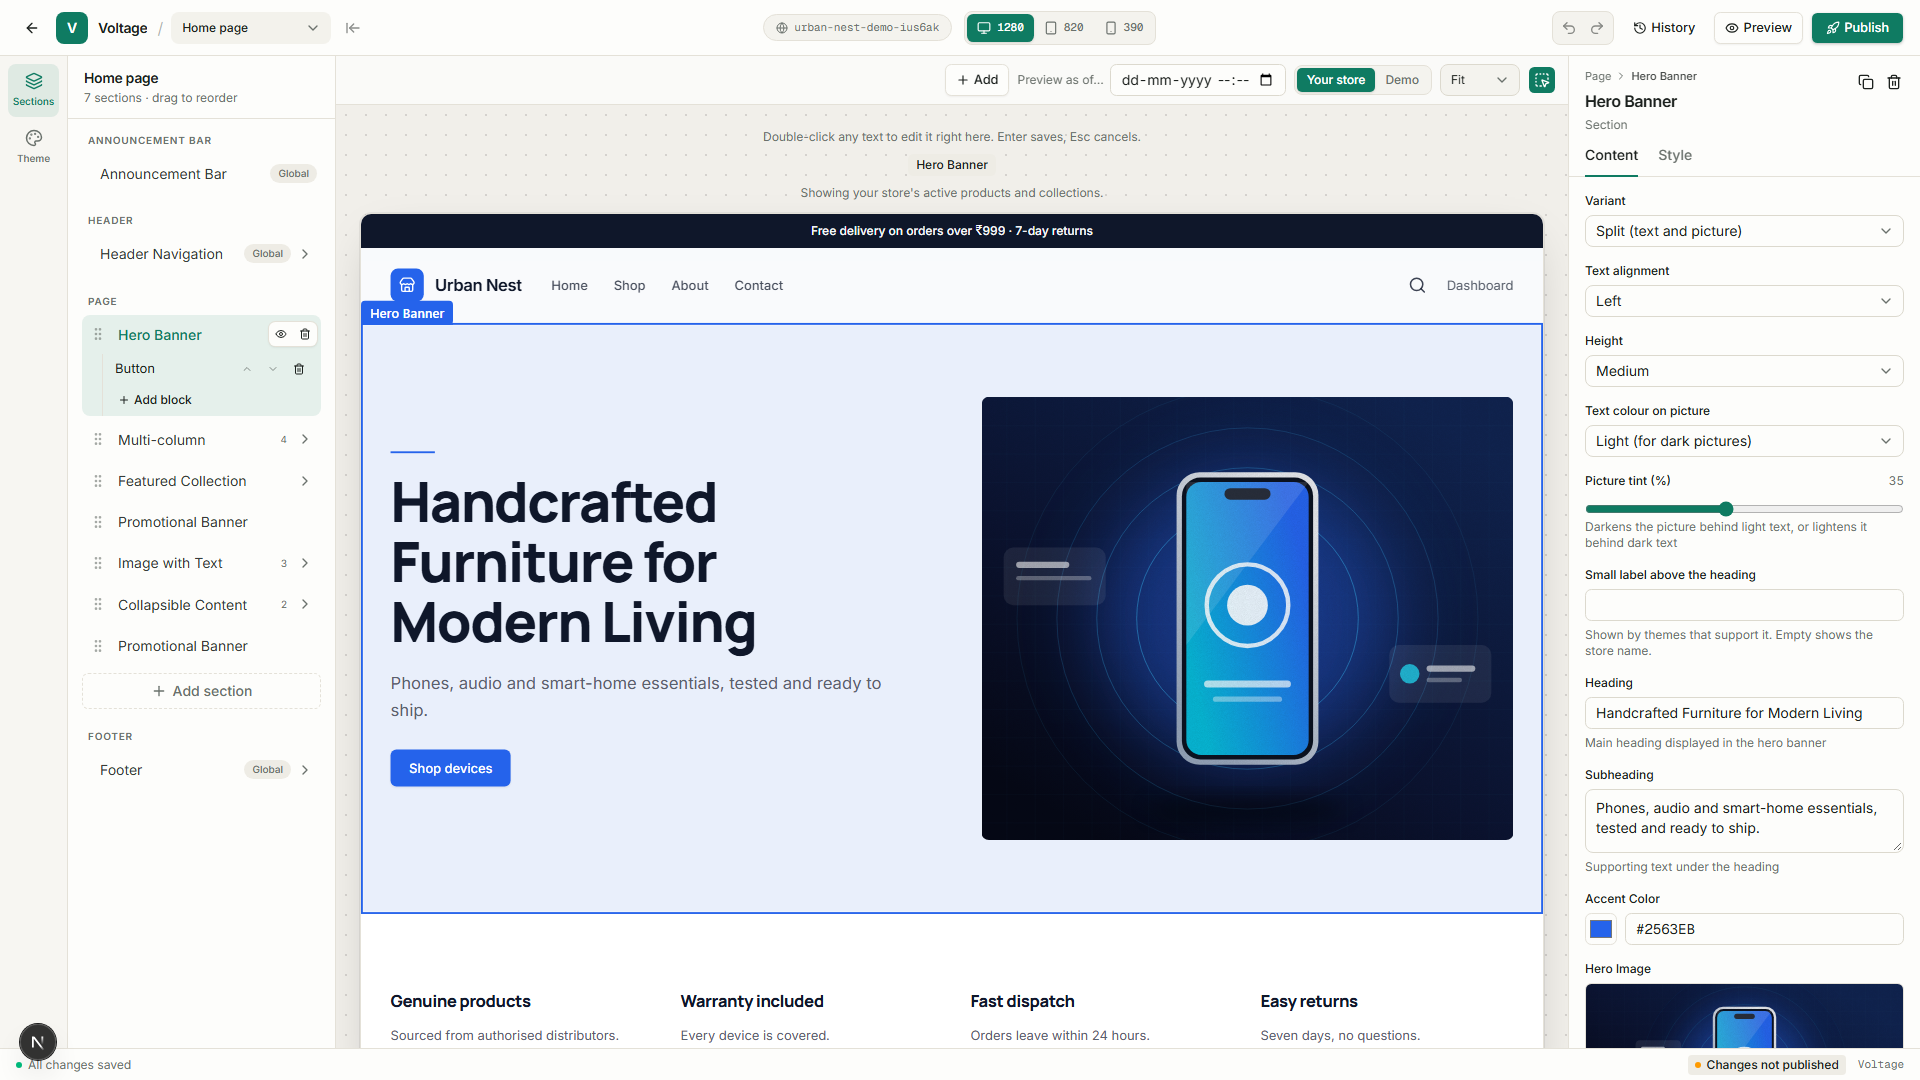 V
Voltage
/
Home page
urban-nest-demo-ius6ak
1280
820
390
History
Preview
Publish
Sections
Theme
Home page
7 sections · drag to reorder
ANNOUNCEMENT BAR
Announcement Bar
Global
HEADER
Header Navigation
Global
PAGE
Hero Banner
Button
+ Add block
Multi-column
4
Featured Collection
Promotional Banner
Image with Text
3
Collapsible Content
2
Promotional Banner
+ Add section
FOOTER
Footer
Global
+ Add
Preview as of...
dd-mm-yyyy --:--
Your store
Demo
Fit
Double-click any text to edit it right here. Enter saves, Esc cancels.
Hero Banner
Showing your store's active products and collections.
Free delivery on orders over ₹999 · 7-day returns
Urban Nest
Home
Shop
About
Contact
Dashboard
Hero Banner
Handcrafted
Furniture for
Modern Living
Phones, audio and smart-home essentials, tested and ready to
ship.
Shop devices
Genuine products
Sourced from authorised distributors.
Warranty included
Every device is covered.
Fast dispatch
Orders leave within 24 hours.
Easy returns
Seven days, no questions.
Page > Hero Banner
Hero Banner
Section
Content
Style
Variant
Split (text and picture)
Text alignment
Left
Height
Medium
Text colour on picture
Light (for dark pictures)
Picture tint (%)
35
Darkens the picture behind light text, or lightens it
behind dark text
Small label above the heading
Shown by themes that support it. Empty shows the
store name.
Heading
Handcrafted Furniture for Modern Living
Main heading displayed in the hero banner
Subheading
Phones, audio and smart-home essentials,
tested and ready to ship.
Supporting text under the heading
Accent Color
#2563EB
Hero Image
N
All changes saved
Changes not published
Voltage